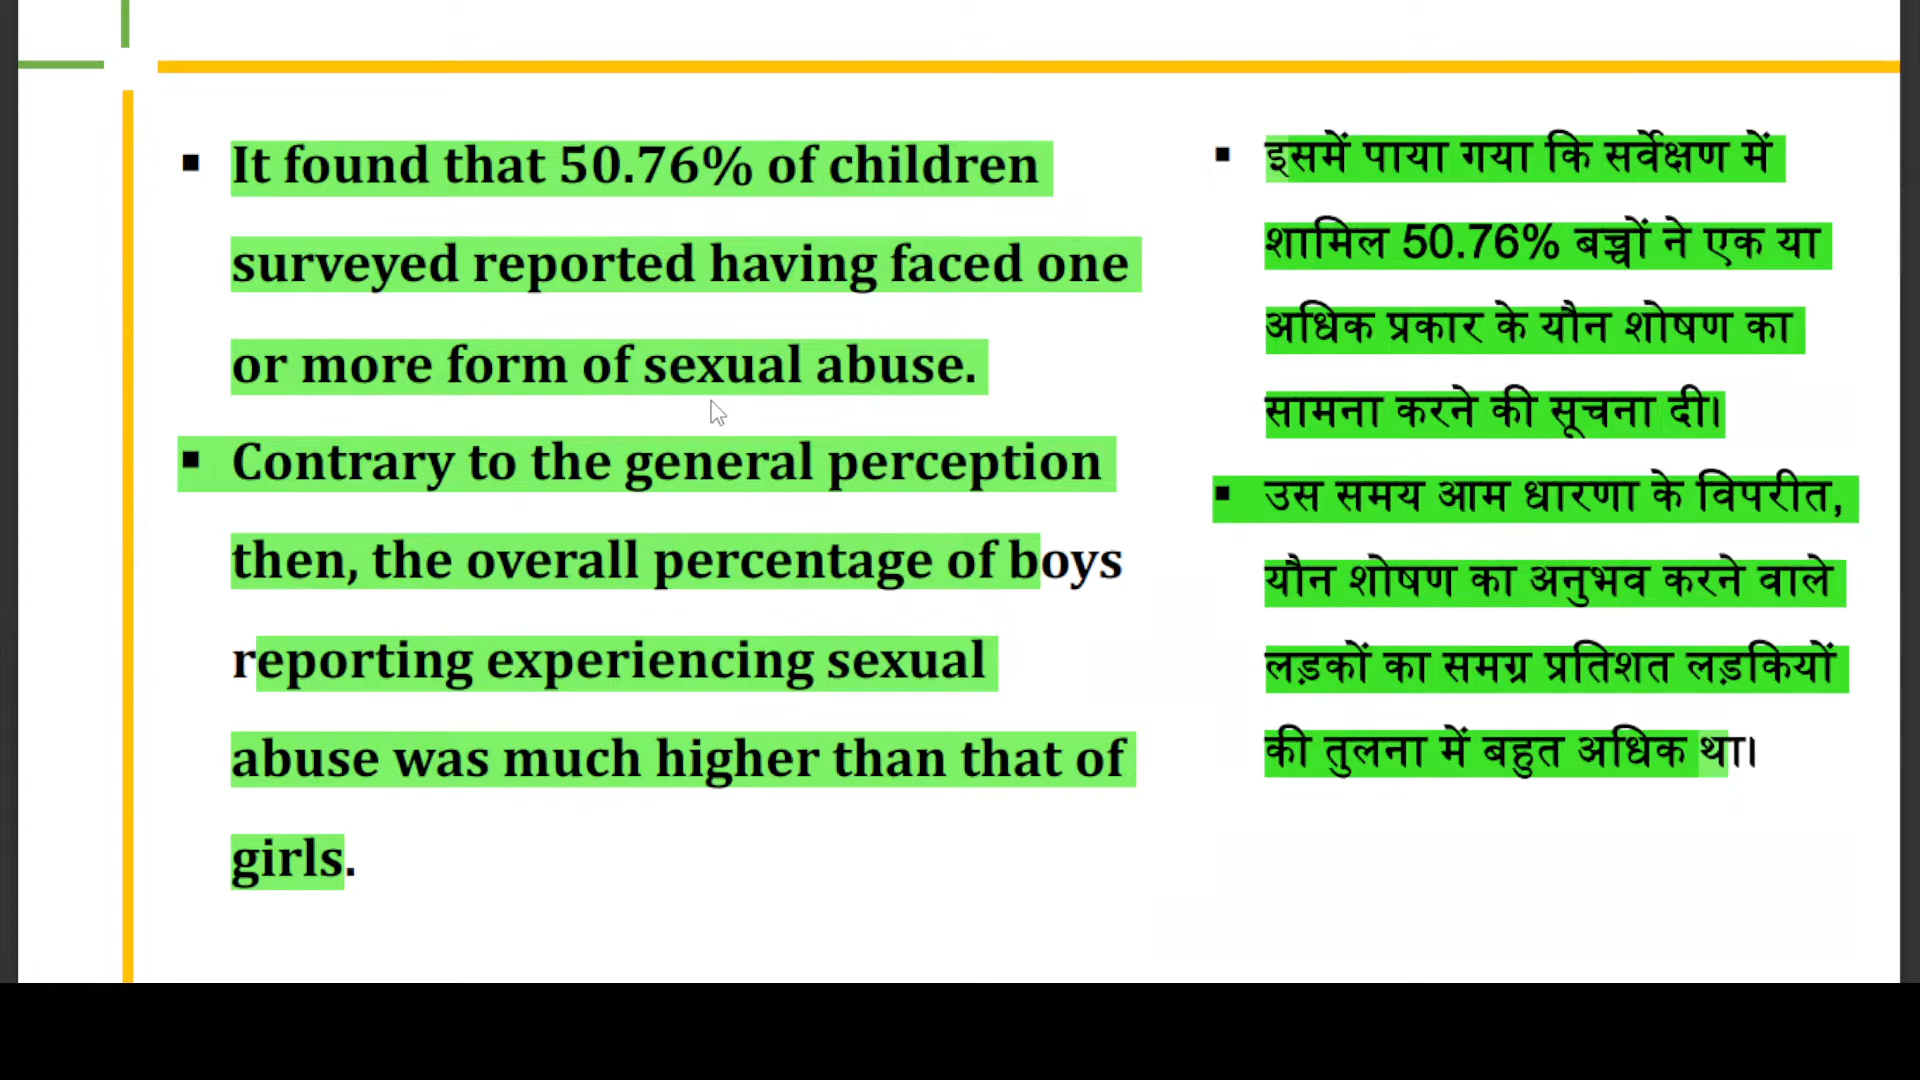 ▪ It found that 50.76% of children
surveyed reported having faced one
or more form of sexual abuse.
▪ Contrary to the general perception
then, the overall percentage of boys
reporting experiencing sexual
abuse was much higher than that of
girls.
▪ इसमें पाया गया कि सर्वेक्षण में
शामिल 50.76% बच्चों ने एक या
अधिक प्रकार के यौन शोषण का
सामना करने की सूचना दी।
▪ उस समय आम धारणा के विपरीत,
यौन शोषण का अनुभव करने वाले
लड़कों का समग्र प्रतिशत लड़कियों
की तुलना में बहुत अधिक था।